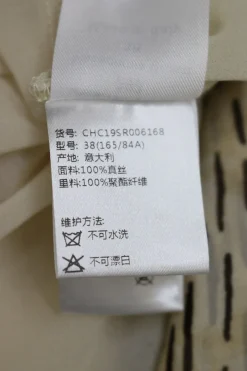 货号: CHC19SR006168
型号: 38(165/84A)
产地: 意大利
面料:100%真丝
里料:100%聚酯纤维
维护方法:
不可水洗
不可漂白